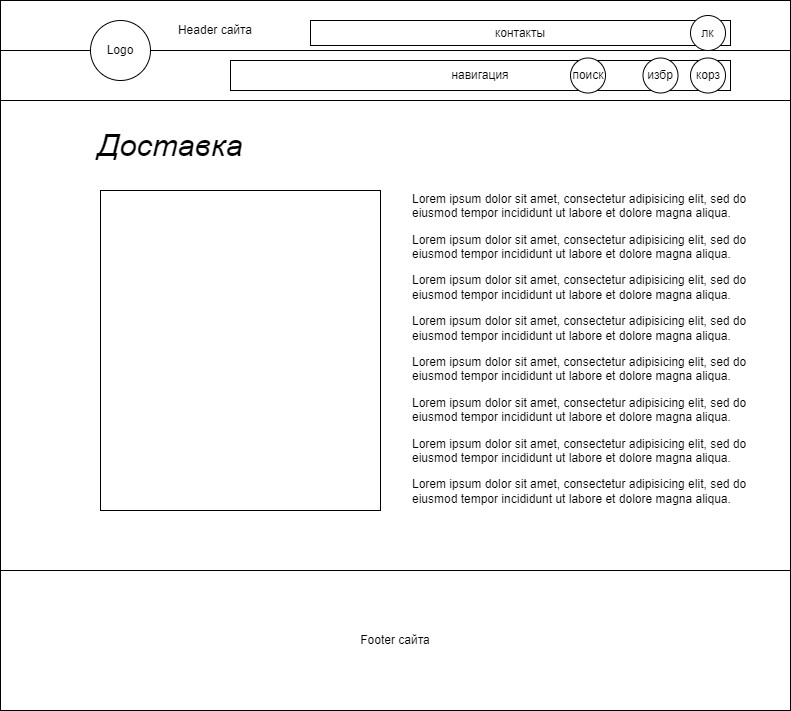 Header сайта
контакты
лк
Logo
навигация
поиск
избр
корз
Доставка
Lorem ipsum dolor sit amet, consectetur adipisicing elit, sed do
eiusmod tempor incididunt ut labore et dolore magna aliqua.
Lorem ipsum dolor sit amet, consectetur adipisicing elit, sed do
eiusmod tempor incididunt ut labore et dolore magna aliqua.
Lorem ipsum dolor sit amet, consectetur adipisicing elit, sed do
eiusmod tempor incididunt ut labore et dolore magna aliqua.
Lorem ipsum dolor sit amet, consectetur adipisicing elit, sed do
eiusmod tempor incididunt ut labore et dolore magna aliqua.
Lorem ipsum dolor sit amet, consectetur adipisicing elit, sed do
eiusmod tempor incididunt ut labore et dolore magna aliqua.
Lorem ipsum dolor sit amet, consectetur adipisicing elit, sed do
eiusmod tempor incididunt ut labore et dolore magna aliqua.
Lorem ipsum dolor sit amet, consectetur adipisicing elit, sed do
eiusmod tempor incididunt ut labore et dolore magna aliqua.
Lorem ipsum dolor sit amet, consectetur adipisicing elit, sed do
eiusmod tempor incididunt ut labore et dolore magna aliqua.
Footer сайта